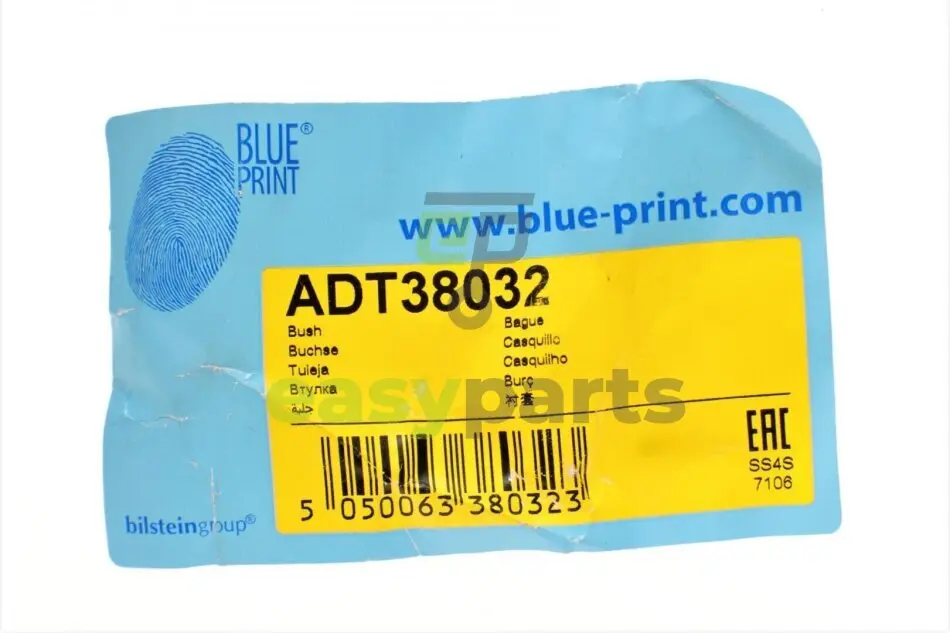 BLUE®
PRINT
www.blue-print.com
ADT38032
Bush
Buchse
Tuleja
Втулка
جلبة
Bague
Casquillo
Casquilho
Burç
衬套
easyparts
EAC
SS4S
7106
5 050063 380323
bilsteingroup®